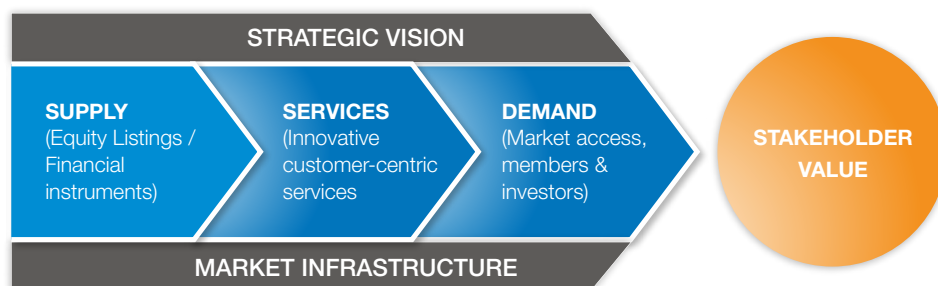 STRATEGIC VISION
SUPPLY
(Equity Listings /
Financial
instruments)
SERVICES
(Innovative
customer-centric
services
DEMAND
(Market access,
members &
investors)
STAKEHOLDER
VALUE
MARKET INFRASTRUCTURE